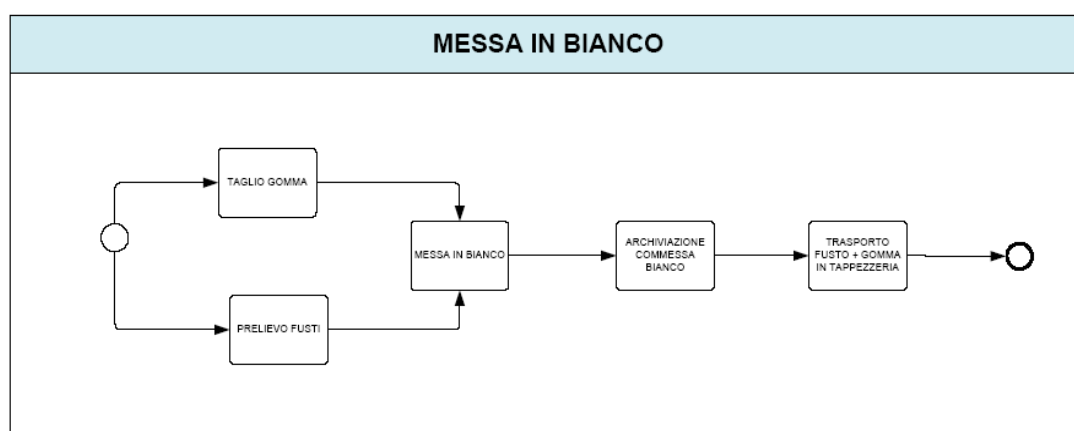 MESSA IN BIANCO
TAGLIO GOMMA
MESSA IN BIANCO
ARCHIVIAZIONE
COMMESSA
BIANCO
TRASPORTO
FUSTO + GOMMA
IN TAPPEZZERIA
PRELIEVO FUSTI